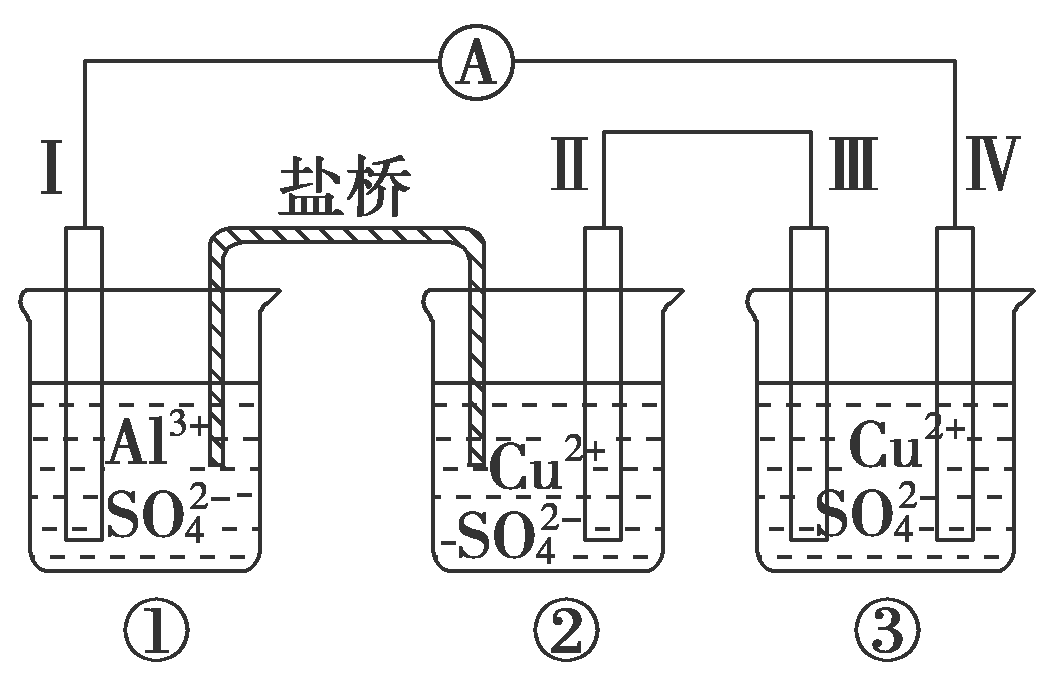 A
Ⅰ
盐桥
Ⅱ
Ⅲ
Ⅳ
Al³⁺
SO₄²⁻
Cu²⁺
SO₄²⁻
Cu²⁺
SO₄²⁻
①
②
③